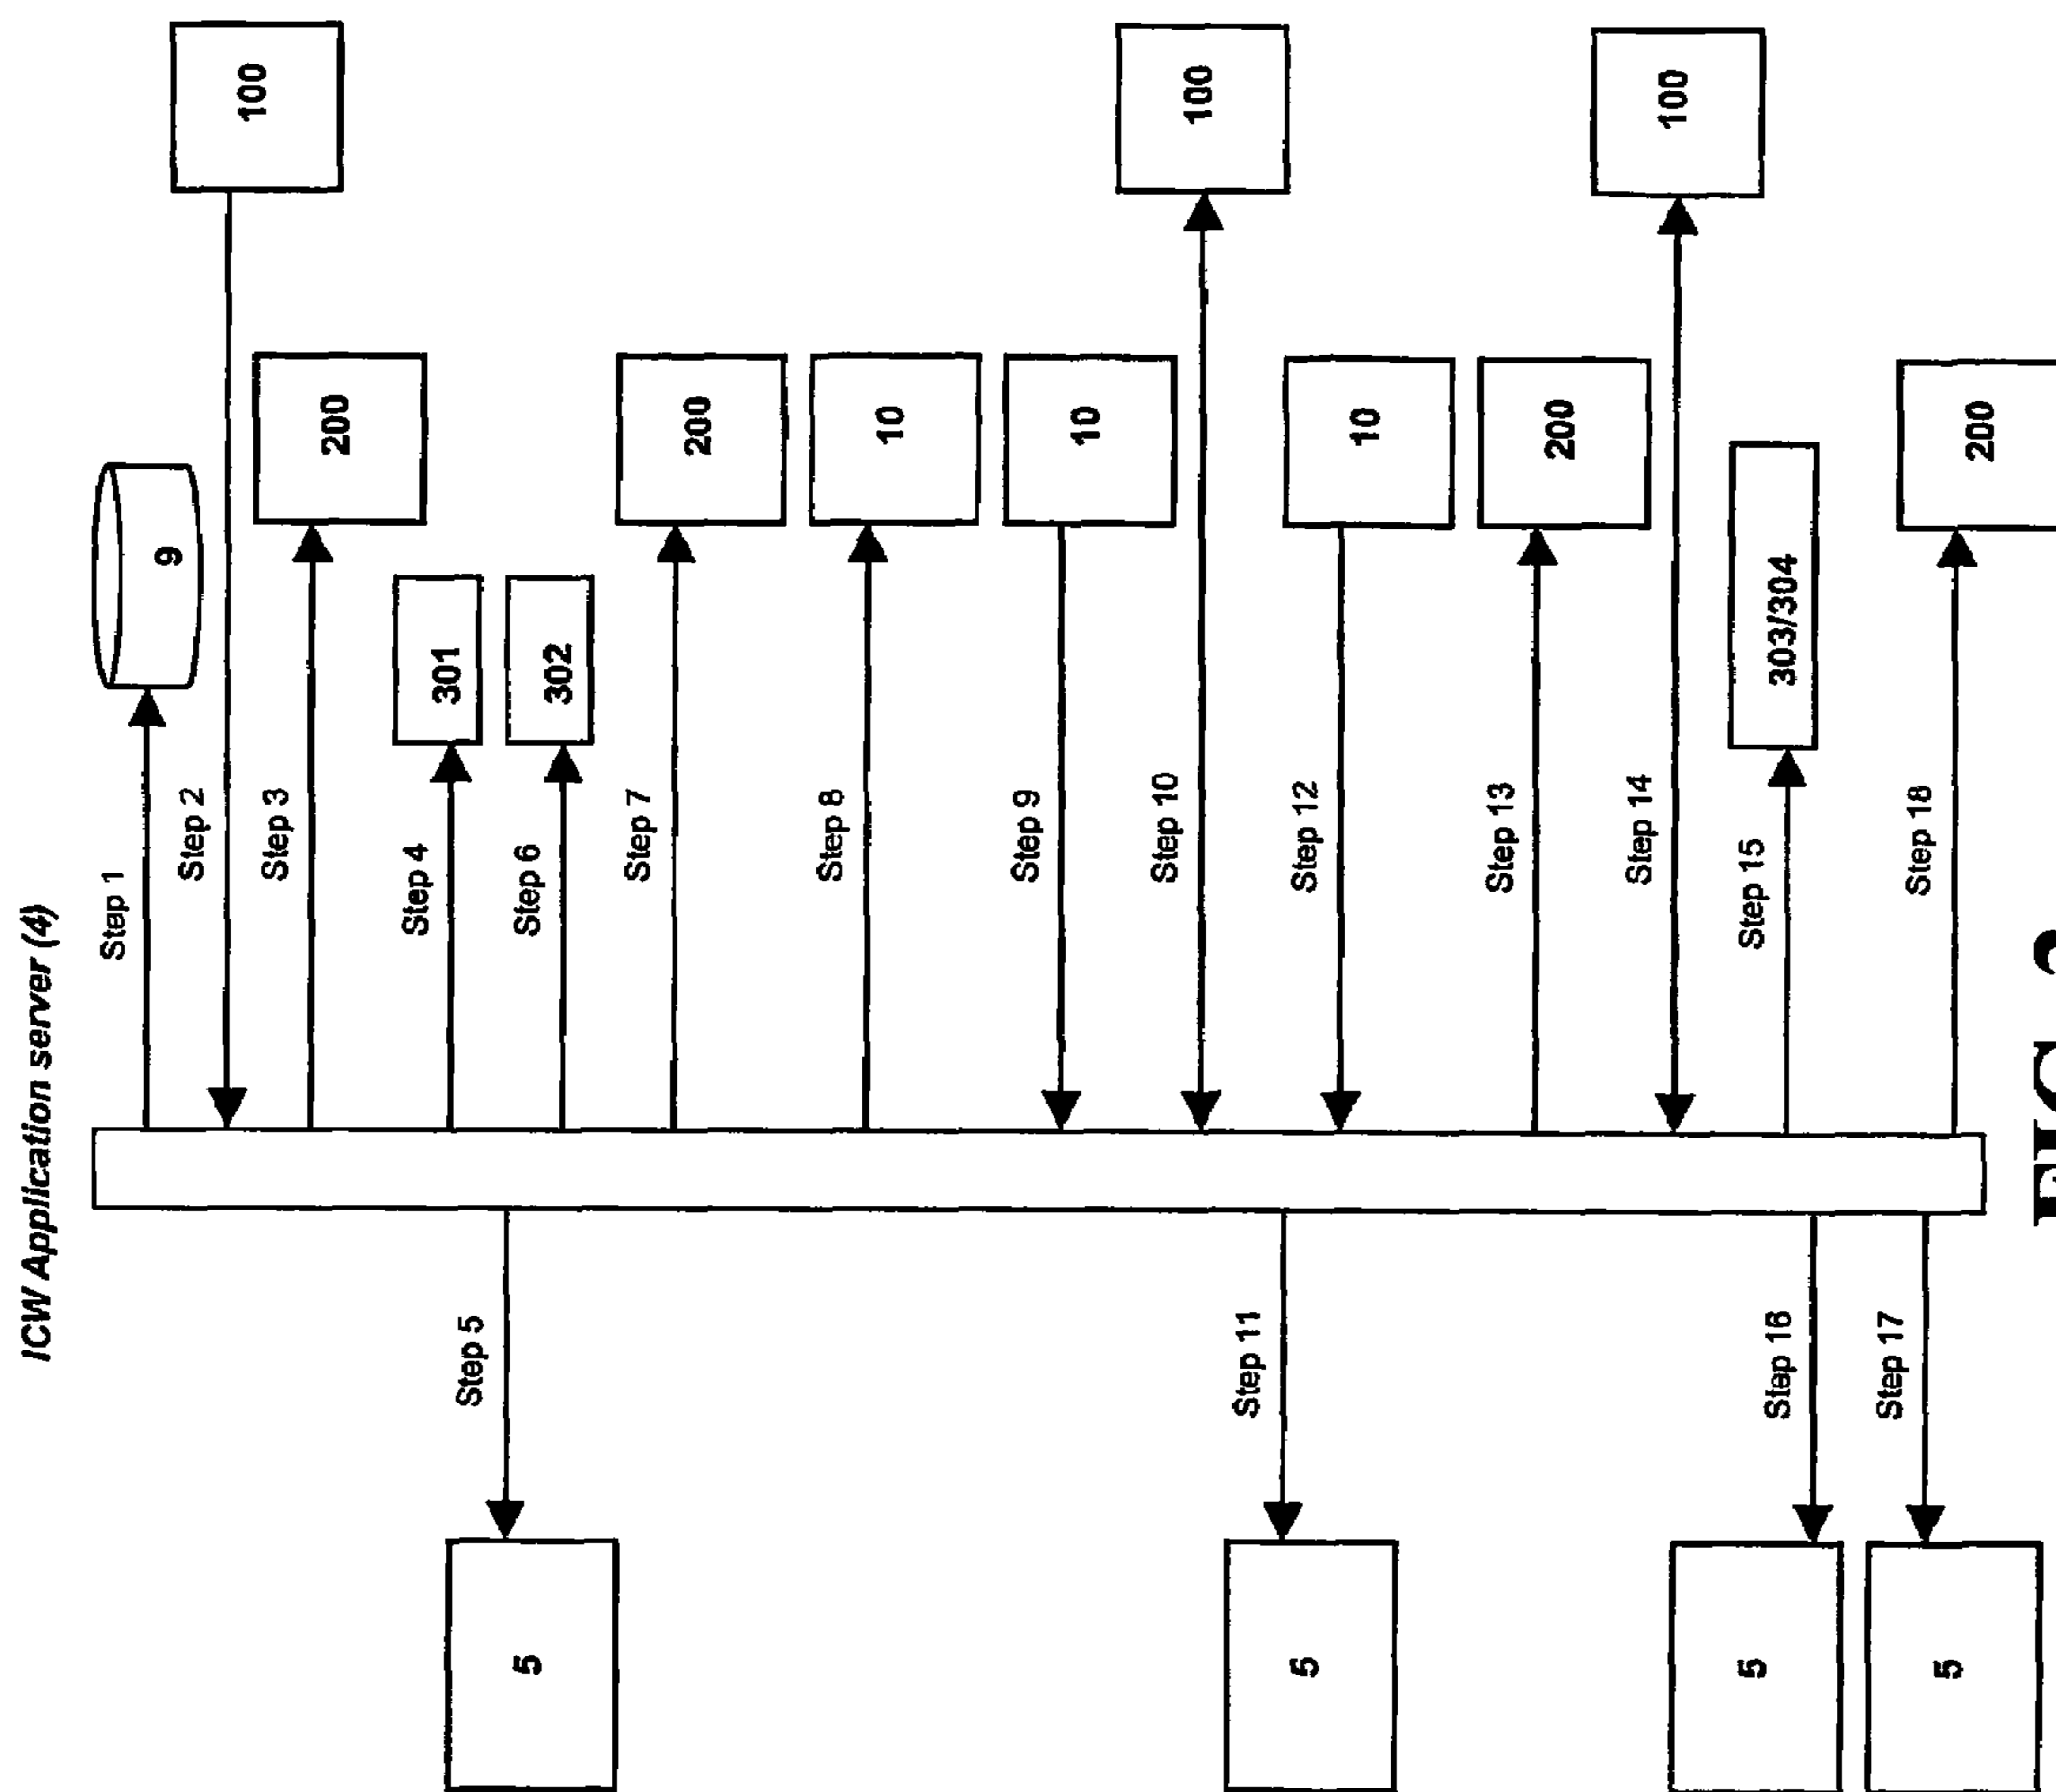 ICW Application server (4)
Step 1
9
Step 2
100
Step 3
200
Step 4
301
Step 5
5
Step 6
302
Step 7
200
Step 8
10
Step 9
10
Step 10
100
Step 11
5
Step 12
10
Step 13
200
Step 14
100
Step 15
303/304
Step 16
5
Step 17
5
Step 18
200
FIG